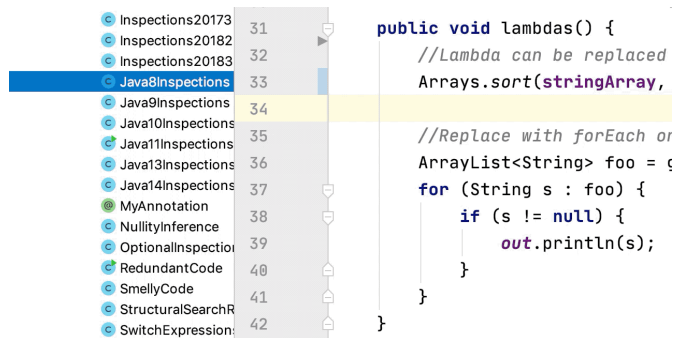 Inspections20173
Inspections20182
Inspections20183
Java8Inspections
Java9Inspections
Java10Inspections
Java11Inspections
Java13Inspections
Java14Inspections
MyAnnotation
NullityInference
OptionalInspection
RedundantCode
SmellyCode
StructuralSearchR
SwitchExpressions
31 public void lambdas() {
32 //Lambda can be replaced
33 Arrays.sort(stringArray,
34
35 //Replace with forEach or
36 ArrayList<String> foo = g
37 for (String s : foo) {
38 if (s != null) {
39 out.println(s);
40 }
41 }
42 }